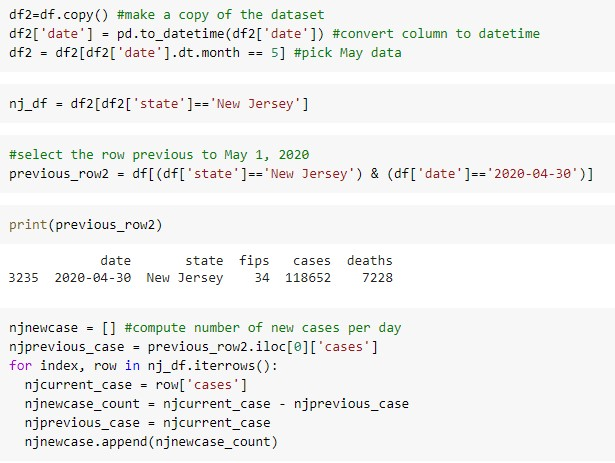 df2=df.copy() #make a copy of the dataset
df2['date'] = pd.to_datetime(df2['date']) #convert column to datetime
df2 = df2[df2['date'].dt.month == 5] #pick May data
nj_df = df2[df2['state']=='New Jersey']
#select the row previous to May 1, 2020
previous_row2 = df[(df['state']=='New Jersey') & (df['date']=='2020-04-30')]
print(previous_row2)
date state fips cases deaths
3235 2020-04-30 New Jersey 34 118652 7228
njnewcase = [] #compute number of new cases per day
njprevious_case = previous_row2.iloc[0]['cases']
for index, row in nj_df.iterrows():
njcurrent_case = row['cases']
njnewcase_count = njcurrent_case - njprevious_case
njprevious_case = njcurrent_case
njnewcase.append(njnewcase_count)